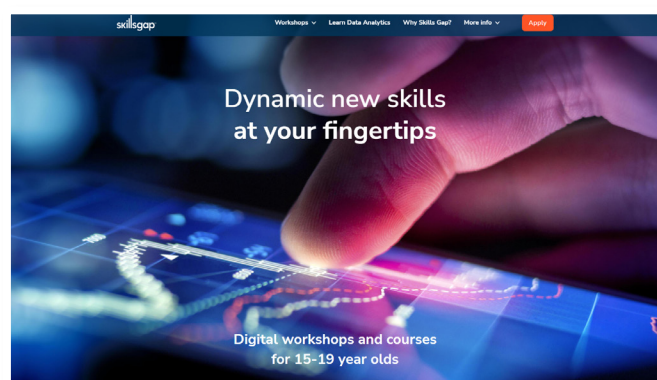 skillsgap
Workshops Learn Data Analytics Why Skills Gap? More info Apply
Dynamic new skills
at your fingertips
Digital workshops and courses
for 15-19 year olds